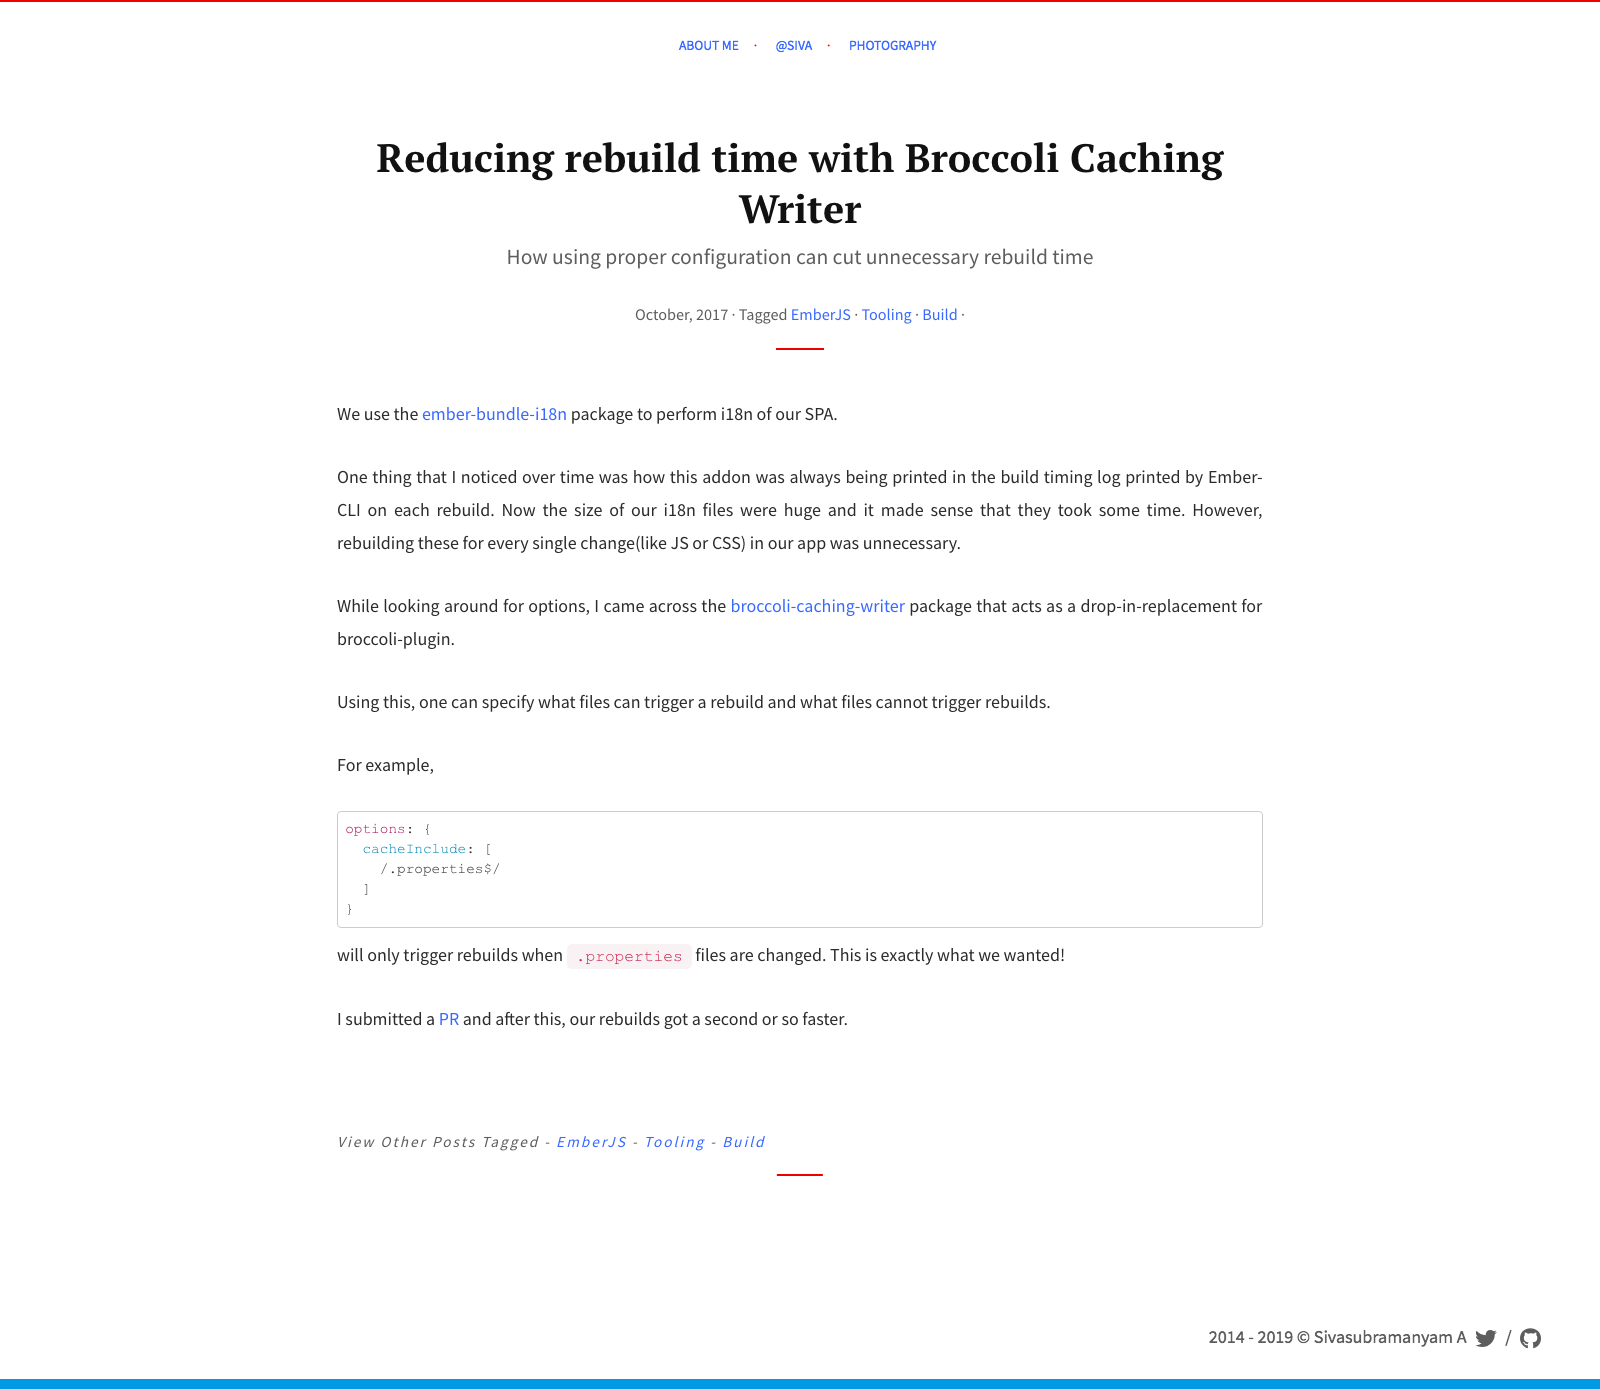 ABOUT ME · @SIVA · PHOTOGRAPHY
Reducing rebuild time with Broccoli Caching
Writer
How using proper configuration can cut unnecessary rebuild time
October, 2017 · Tagged EmberJS · Tooling · Build ·
We use the ember-bundle-i18n package to perform i18n of our SPA.
One thing that I noticed over time was how this addon was always being printed in the build timing log printed by Ember-
CLI on each rebuild. Now the size of our i18n files were huge and it made sense that they took some time. However,
rebuilding these for every single change(like JS or CSS) in our app was unnecessary.
While looking around for options, I came across the broccoli-caching-writer package that acts as a drop-in-replacement for
broccoli-plugin.
Using this, one can specify what files can trigger a rebuild and what files cannot trigger rebuilds.
For example,
options: {
  cacheInclude: [
    /.properties$/
  ]
}
will only trigger rebuilds when .properties files are changed. This is exactly what we wanted!
I submitted a PR and after this, our rebuilds got a second or so faster.
View Other Posts Tagged - EmberJS - Tooling - Build
2014 - 2019 © Sivasubramanyam A /